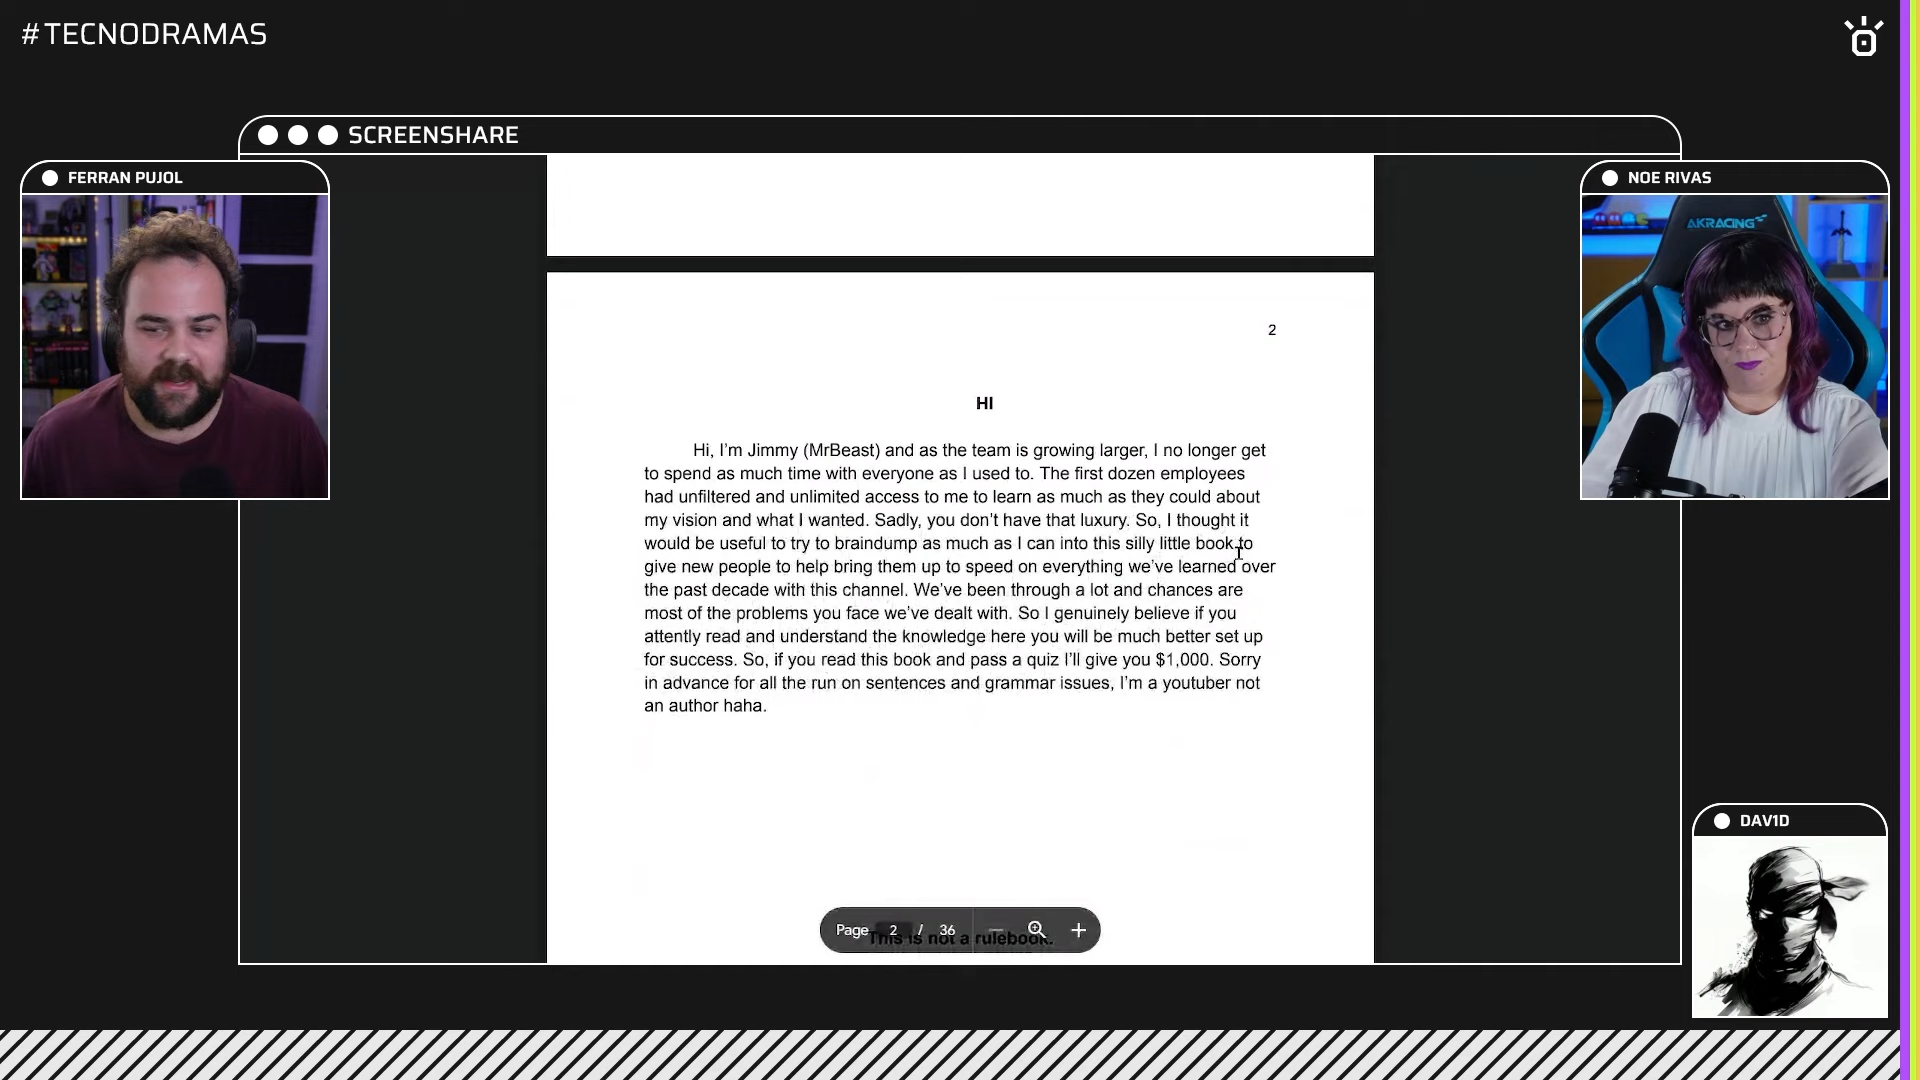 #TECNODRAMAS
SCREENSHARE
FERRAN PUJOL
NOE RIVAS
AKRACING
2
HI
Hi, I'm Jimmy (MrBeast) and as the team is growing larger, I no longer get
to spend as much time with everyone as I used to. The first dozen employees
had unfiltered and unlimited access to me to learn as much as they could about
my vision and what I wanted. Sadly, you don't have that luxury. So, I thought it
would be useful to try to braindump as much as I can into this silly little book to
give new people to help bring them up to speed on everything we've learned over
the past decade with this channel. We've been through a lot and chances are
most of the problems you face we've dealt with. So I genuinely believe if you
attently read and understand the knowledge here you will be much better set up
for success. So, if you read this book and pass a quiz I'll give you $1,000. Sorry
in advance for all the run on sentences and grammar issues, I'm a youtuber not
an author haha.
This is not a rulebook.
Page 2 / 36
DAV1D